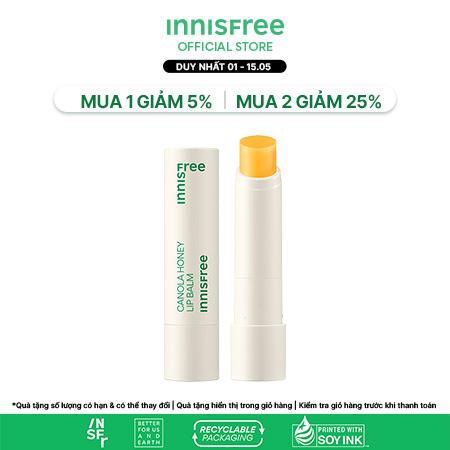 innisFree
OFFICIAL STORE
DUY NHẤT 01 - 15.05
MUA 1 GIẢM 5% | MUA 2 GIẢM 25%
innisFree
CANOLA HONEY
LIP BALM
innisFree
*Quà tặng số lượng có hạn & có thể thay đổi | Quà tặng hiển thị trong giỏ hàng | Kiểm tra giỏ hàng trước khi thanh toán
/NS
FT
BETTER
FOR US
AND
EARTH
RECYCLABLE
PACKAGING
PRINTED WITH
SOY INK™